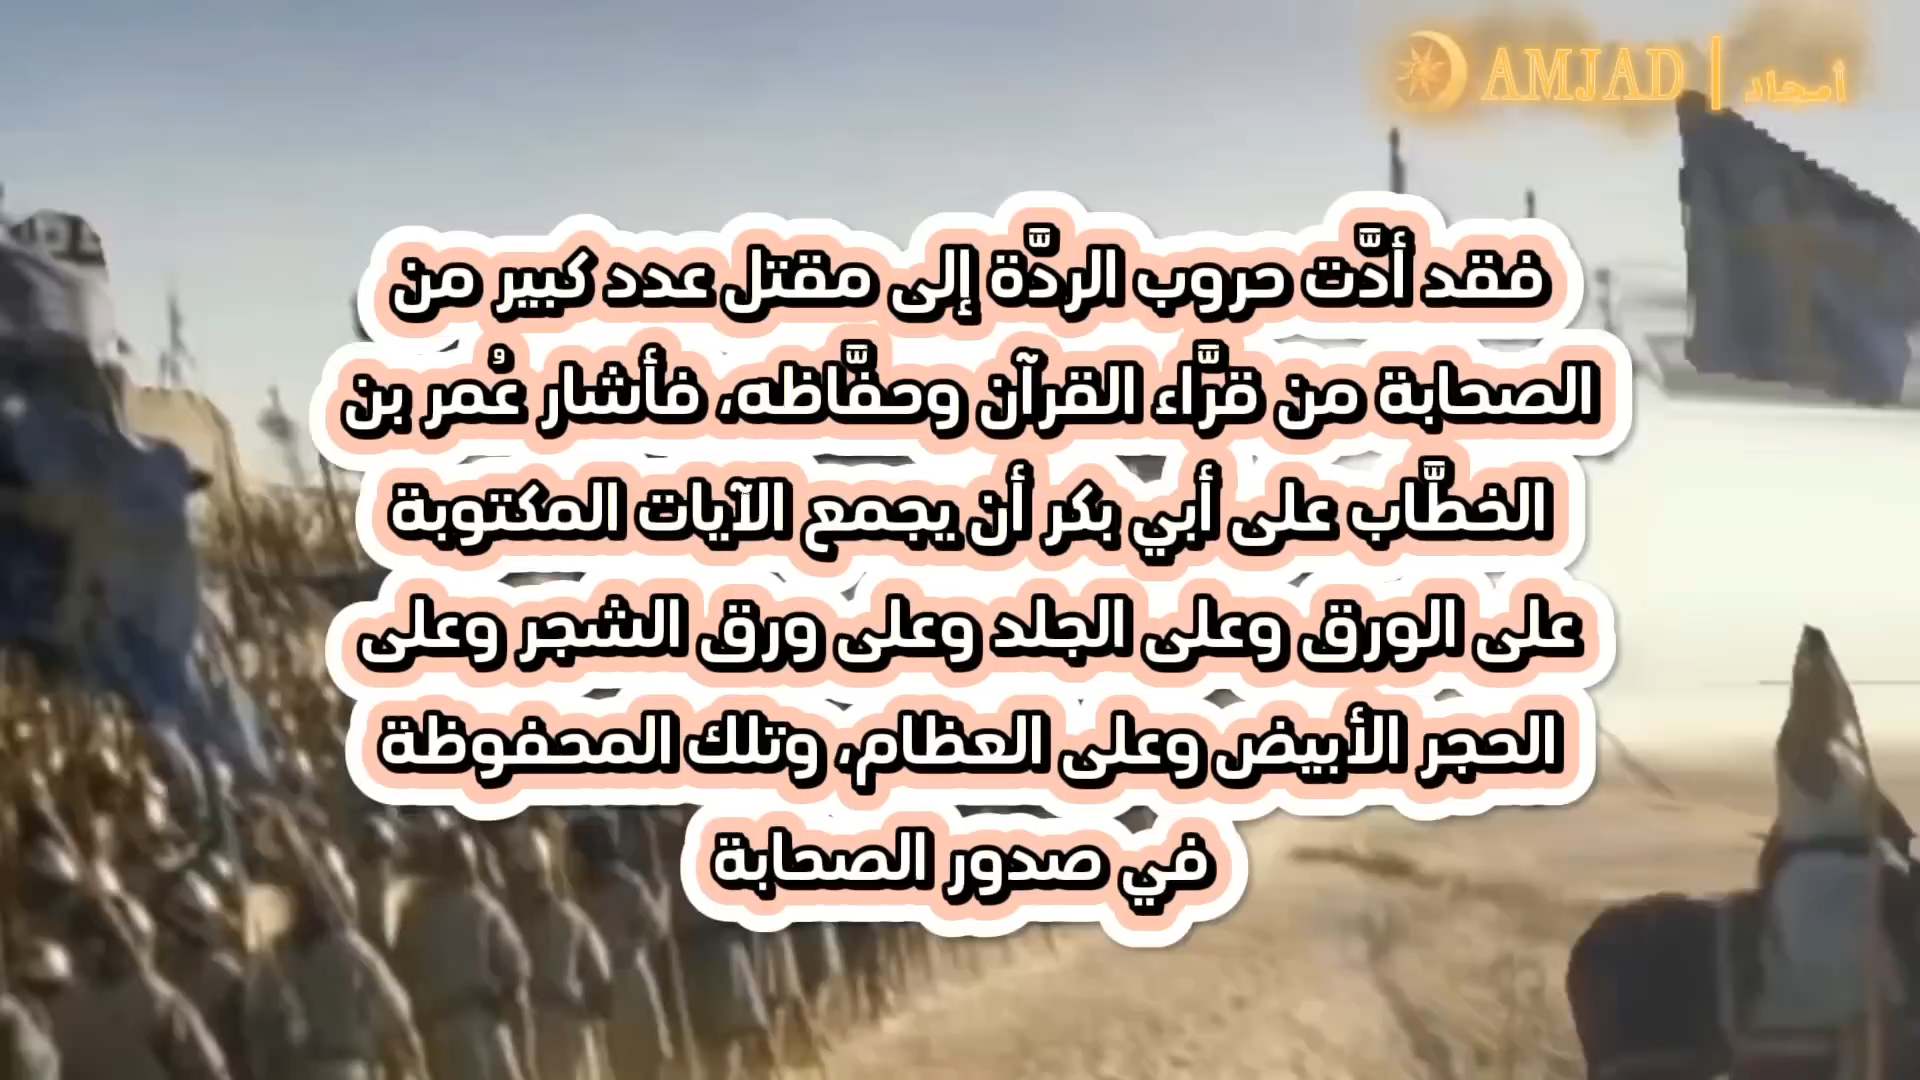 AMJAD | أمجاد
فقد أدَّت حروب الردَّة إلى مقتل عدد كبير من
الصحابة من قرَّاء القرآن وحفَّاظه، فأشار عُمر بن
الخطَّاب على أبي بكر أن يجمع الآيات المكتوبة
على الورق وعلى الجلد وعلى ورق الشجر وعلى
الحجر الأبيض وعلى العظام، وتلك المحفوظة
في صدور الصحابة